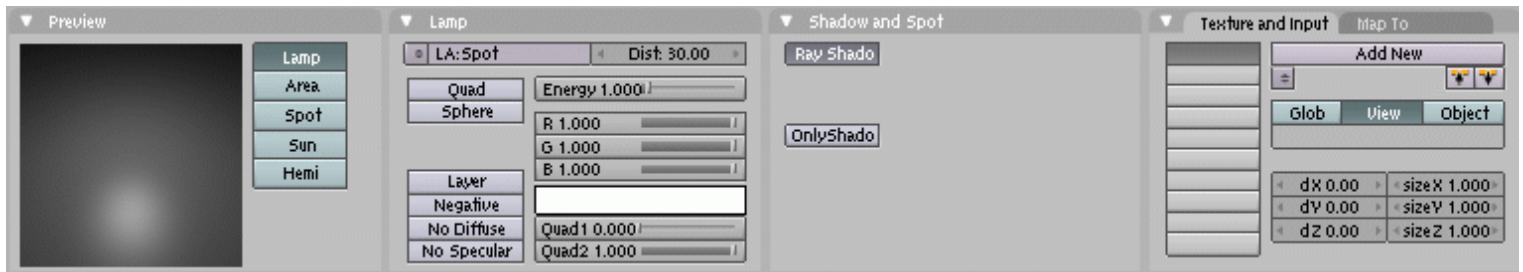 Preview
Lamp
Area
Spot
Sun
Hemi
Lamp
LA:Spot
Dist: 30.00
Quad
Sphere
Energy 1.000
R 1.000
G 1.000
B 1.000
Layer
Negative
No Diffuse
No Specular
Quad1 0.000
Quad2 1.000
Shadow and Spot
Ray Shado
OnlyShado
Texture and Input
Map To
Add New
Glob View Object
dX 0.00 sizeX 1.000
dY 0.00 sizeY 1.000
dZ 0.00 sizeZ 1.000